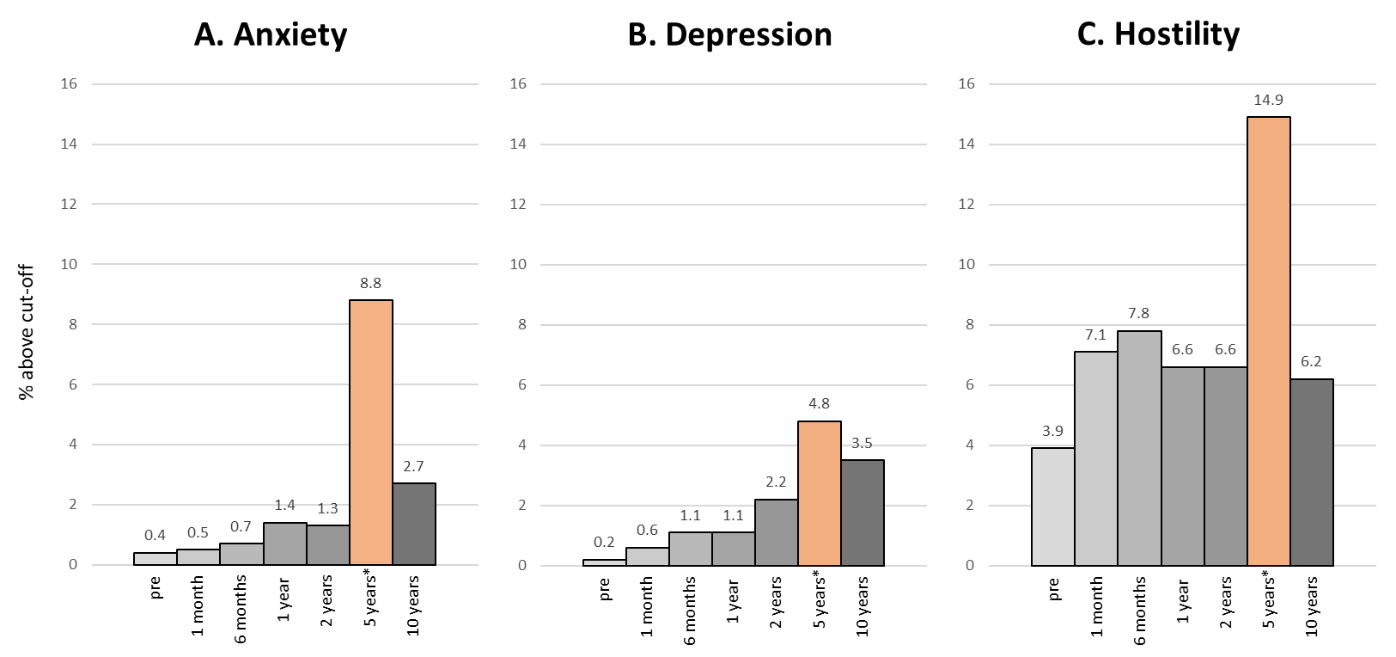 A. Anxiety
B. Depression
C. Hostility
% above cut-off
16
14
12
10
8
6
4
2
0
0.4
0.5
0.7
1.4
1.3
8.8
2.7
pre
1 month
6 months
1 year
2 years
5 years*
10 years
16
14
12
10
8
6
4
2
0
0.2
0.6
1.1
1.1
2.2
4.8
3.5
pre
1 month
6 months
1 year
2 years
5 years*
10 years
16
14
12
10
8
6
4
2
0
3.9
7.1
7.8
6.6
6.6
14.9
6.2
pre
1 month
6 months
1 year
2 years
5 years*
10 years